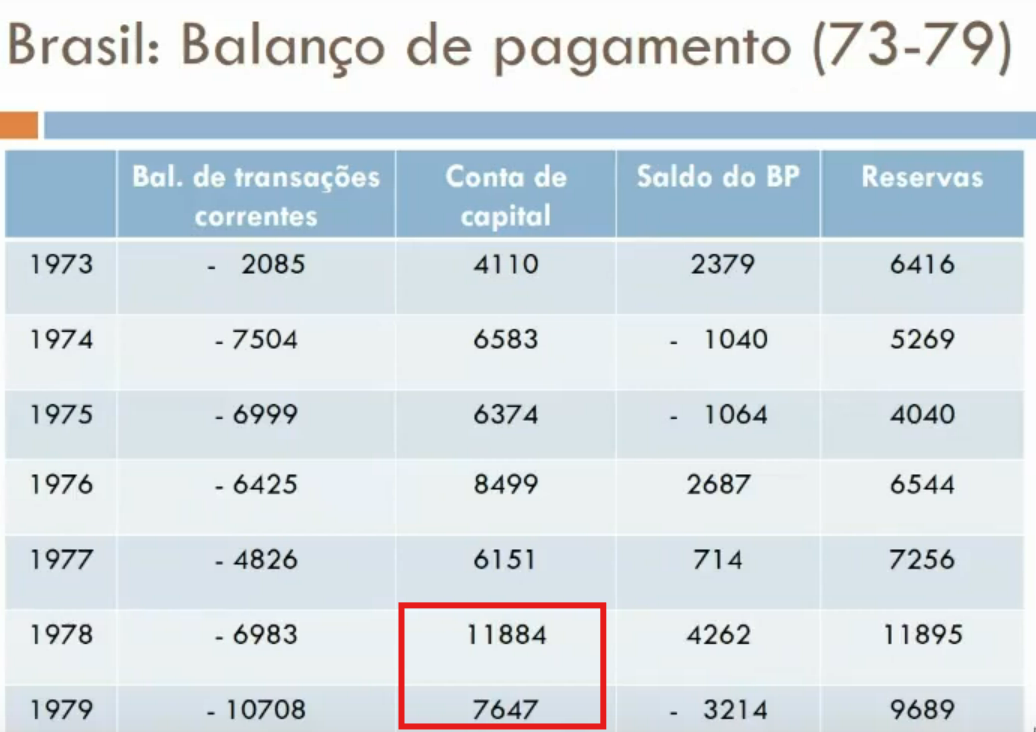 Brasil: Balanço de pagamento (73-79)
Bal. de transações correntes Conta de capital Saldo do BP Reservas
1973 - 2085 4110 2379 6416
1974 - 7504 6583 - 1040 5269
1975 - 6999 6374 - 1064 4040
1976 - 6425 8499 2687 6544
1977 - 4826 6151 714 7256
1978 - 6983 11884 4262 11895
1979 - 10708 7647 - 3214 9689